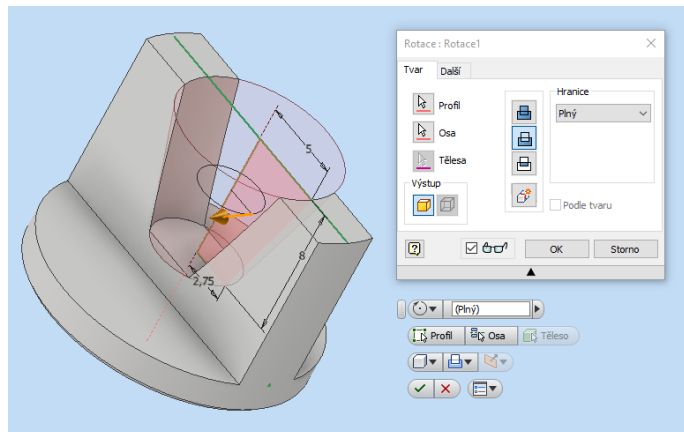 Rotace : Rotace1
Tvar Další
Profil
Osa
Tělesa
Výstup
Hranice
Plný
Podle tvaru
OK Storno
5
8
2,75
(Plný)
Profil Osa Těleso